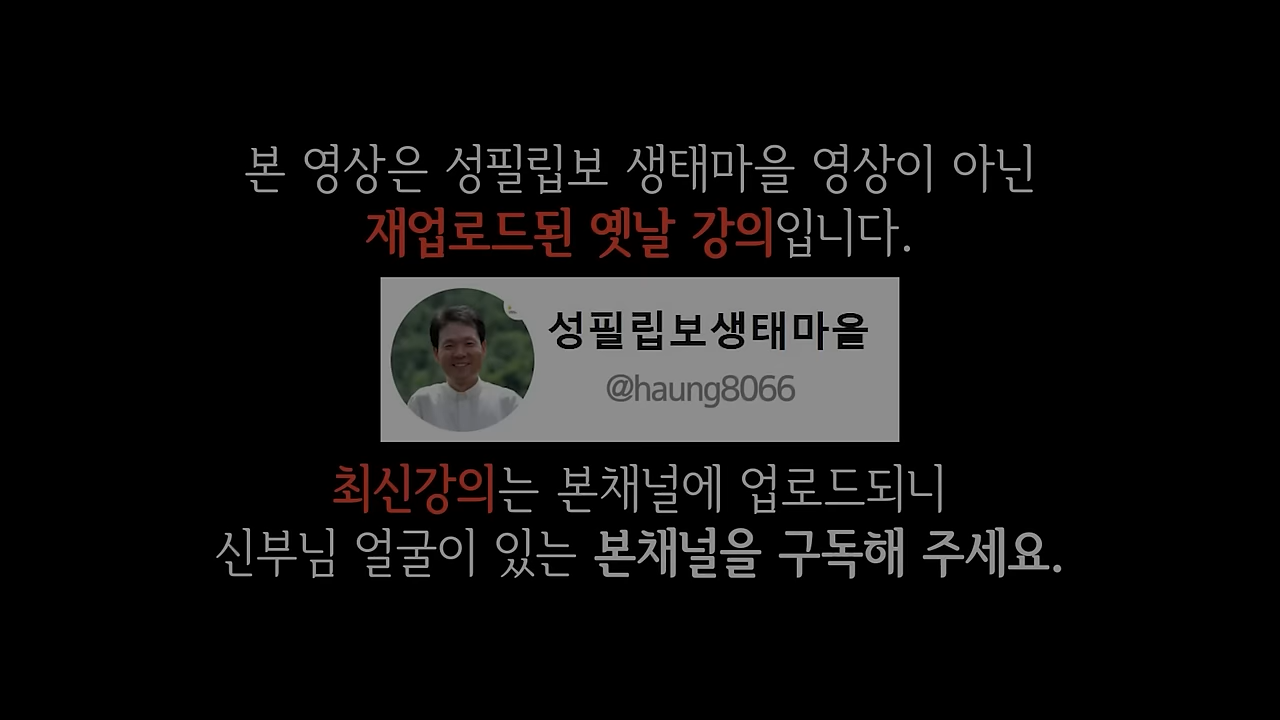 본 영상은 성필립보 생태마을 영상이 아닌
재업로드된 옛날 강의입니다.
성필립보생태마을
@haung8066
최신강의는 본채널에 업로드되니
신부님 얼굴이 있는 본채널을 구독해 주세요.